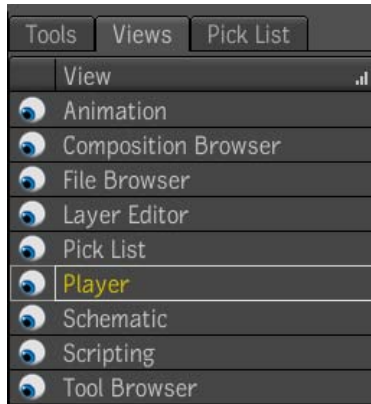 Tools Views Pick List
View
Animation
Composition Browser
File Browser
Layer Editor
Pick List
Player
Schematic
Scripting
Tool Browser